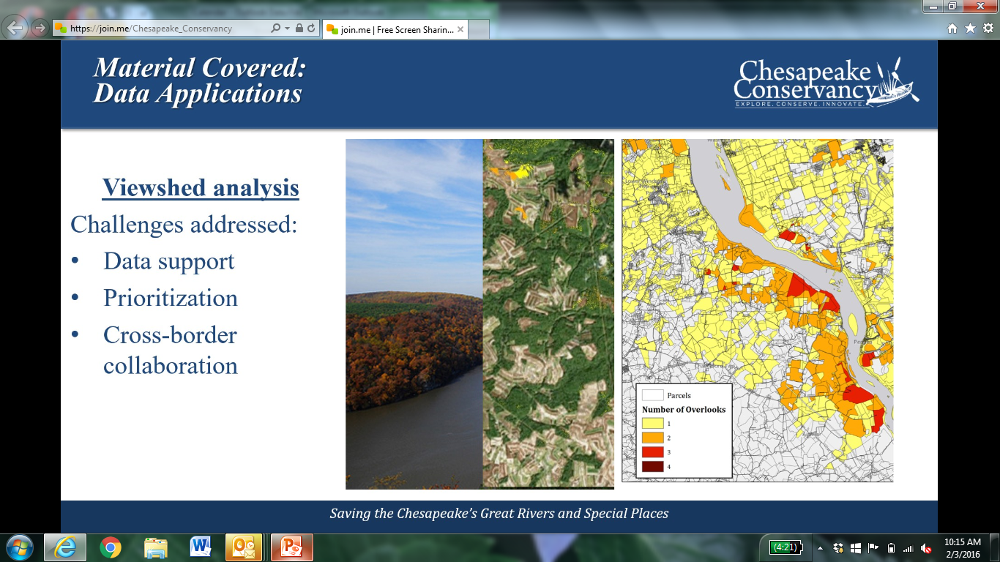 https://join.me/Chesapeake_Conservancy
join.me | Free Screen Sharin...
Material Covered:
Data Applications
Chesapeake
Conservancy
EXPLORE. CONSERVE. INNOVATE.
Viewshed analysis
Challenges addressed:
• Data support
• Prioritization
• Cross-border
collaboration
Parcels
Number of Overlooks
1
2
3
4
Saving the Chesapeake's Great Rivers and Special Places
(4:21)
10:15 AM
2/3/2016